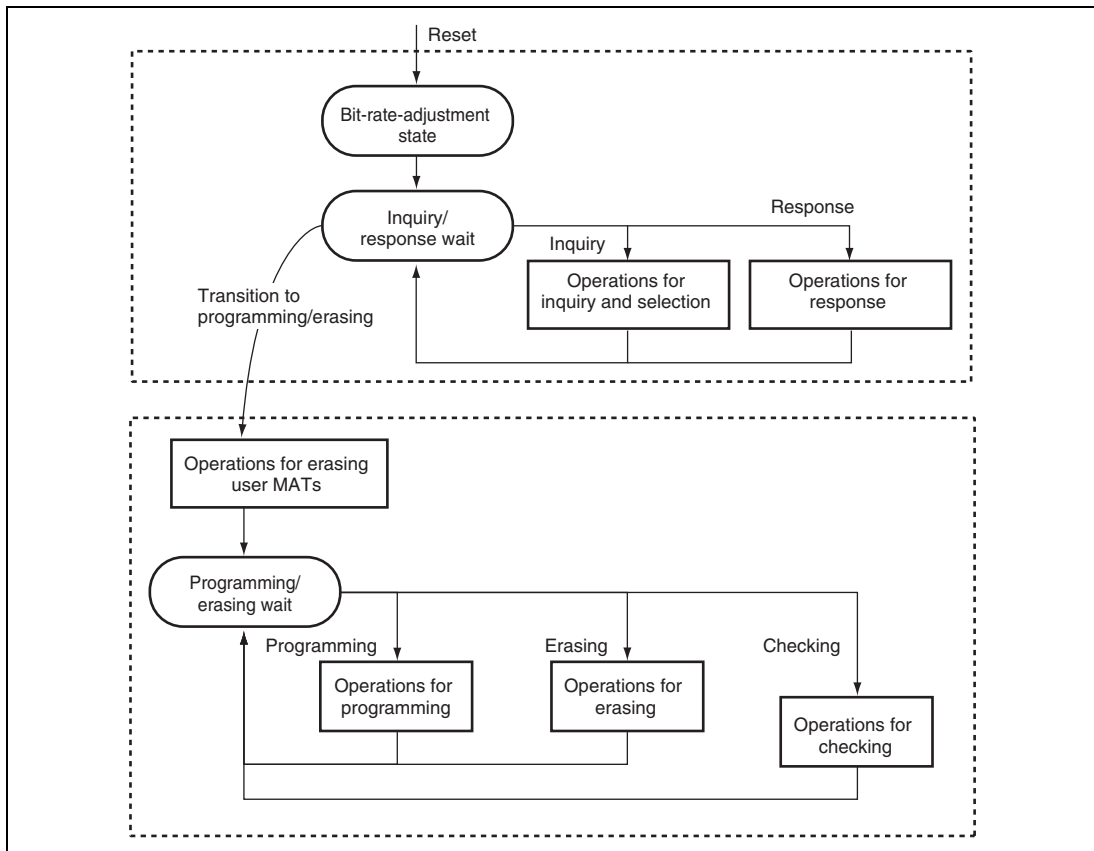 Reset
Bit-rate-adjustment
state
Inquiry/
response wait
Response
Inquiry
Operations for
inquiry and selection
Operations for
response
Transition to
programming/erasing
Operations for erasing
user MATs
Programming/
erasing wait
Programming
Erasing
Checking
Operations for
programming
Operations for
erasing
Operations for
checking